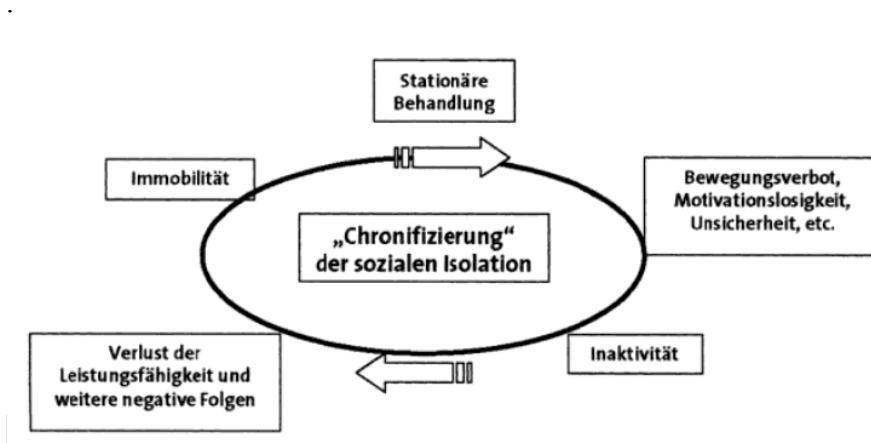 Stationäre
Behandlung
Immobilität
Bewegungsverbot,
Motivationslosigkeit,
Unsicherheit, etc.
„Chronifizierung“
der sozialen Isolation
Verlust der
Leistungsfähigkeit und
weitere negative Folgen
Inaktivität